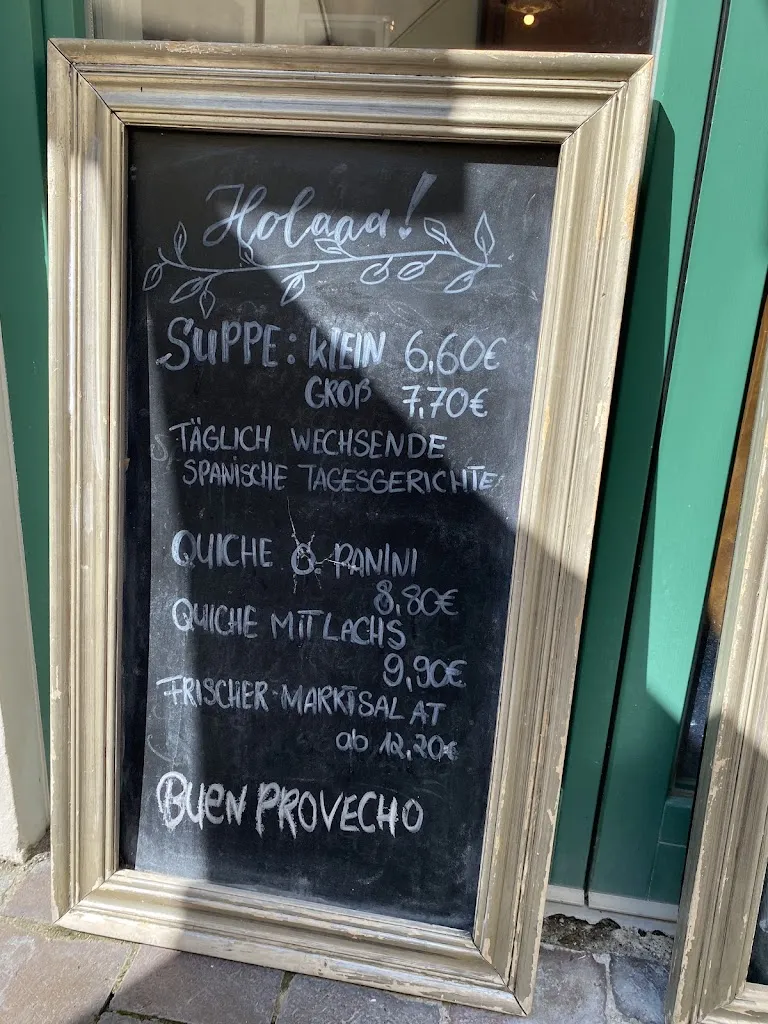 Holaaa!
SUPPE: KLEIN 6,60€
GROß 7,70€
TÄGLICH WECHSENDE
SPANISCHE TAGESGERICHTE
QUICHE O. PANINI
8,80€
QUICHE MIT LACHS
9,90€
FRISCHER MARKTSALAT
ab 12,20€
BUEN PROVECHO